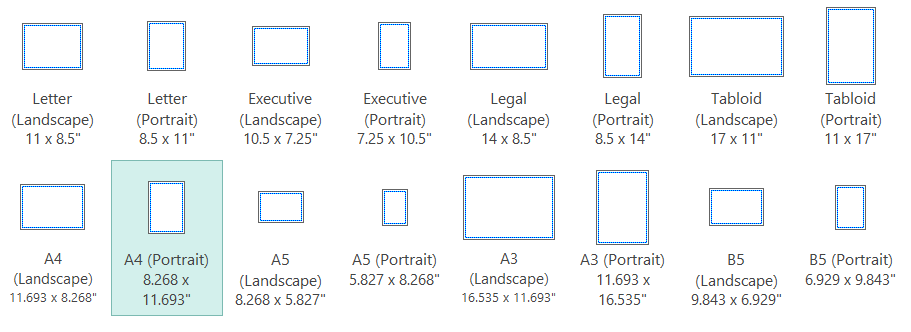 Letter
(Landscape)
11 x 8.5"
Letter
(Portrait)
8.5 x 11"
Executive
(Landscape)
10.5 x 7.25"
Executive
(Portrait)
7.25 x 10.5"
Legal
(Landscape)
14 x 8.5"
Legal
(Portrait)
8.5 x 14"
Tabloid
(Landscape)
17 x 11"
Tabloid
(Portrait)
11 x 17"
A4
(Landscape)
11.693 x 8.268"
A4 (Portrait)
8.268 x
11.693"
A5
(Landscape)
8.268 x 5.827"
A5 (Portrait)
5.827 x 8.268"
A3
(Landscape)
16.535 x 11.693"
A3 (Portrait)
11.693 x
16.535"
B5
(Landscape)
9.843 x 6.929"
B5 (Portrait)
6.929 x 9.843"